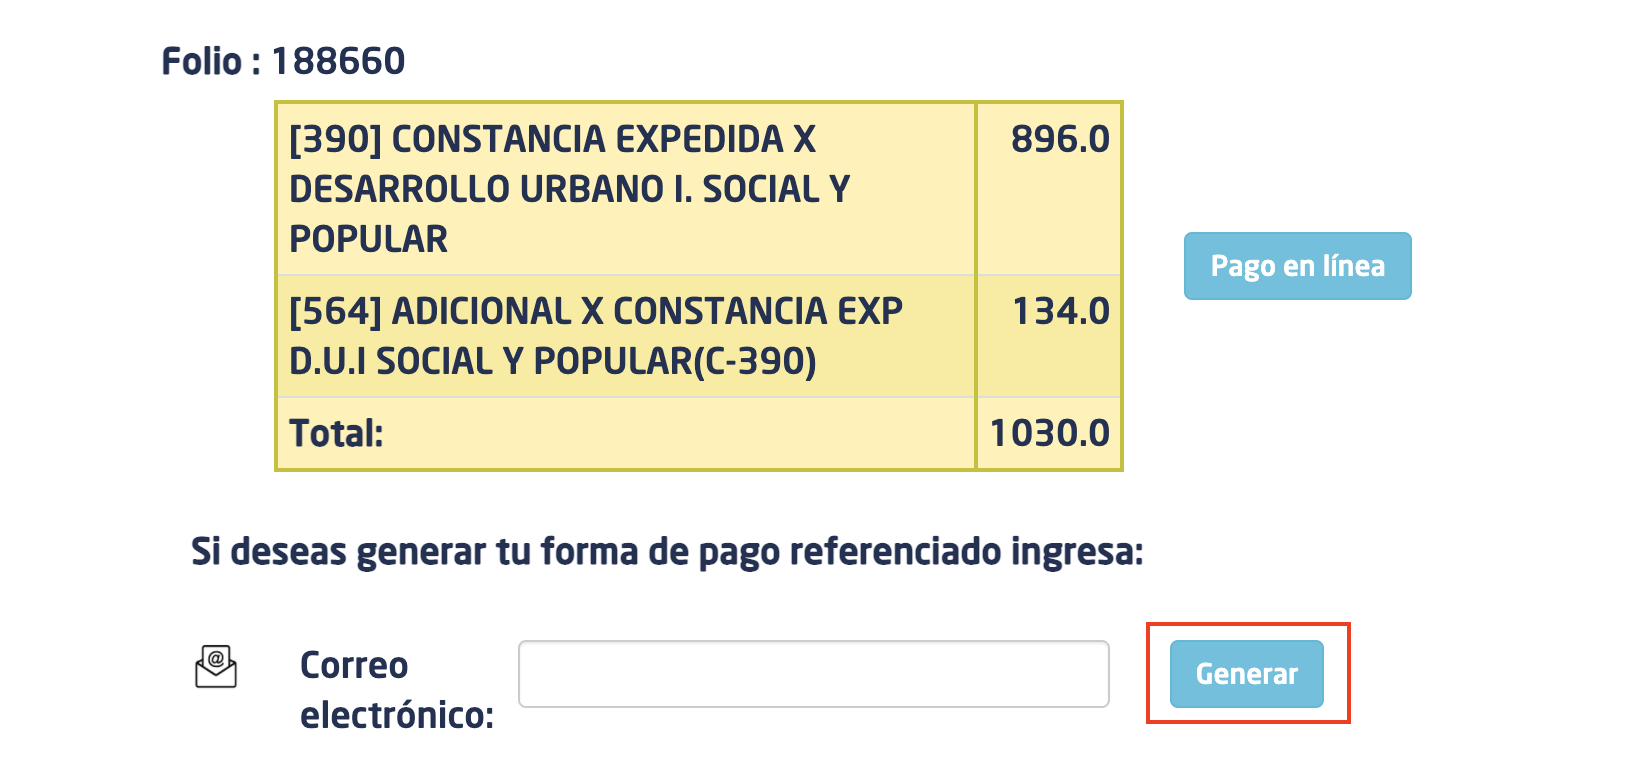 Folio : 188660
[390] CONSTANCIA EXPEDIDA X 896.0
DESARROLLO URBANO I. SOCIAL Y
POPULAR
Pago en línea
[564] ADICIONAL X CONSTANCIA EXP 134.0
D.U.I SOCIAL Y POPULAR(C-390)
Total: 1030.0
Si deseas generar tu forma de pago referenciado ingresa:
@
Correo
electrónico:
Generar